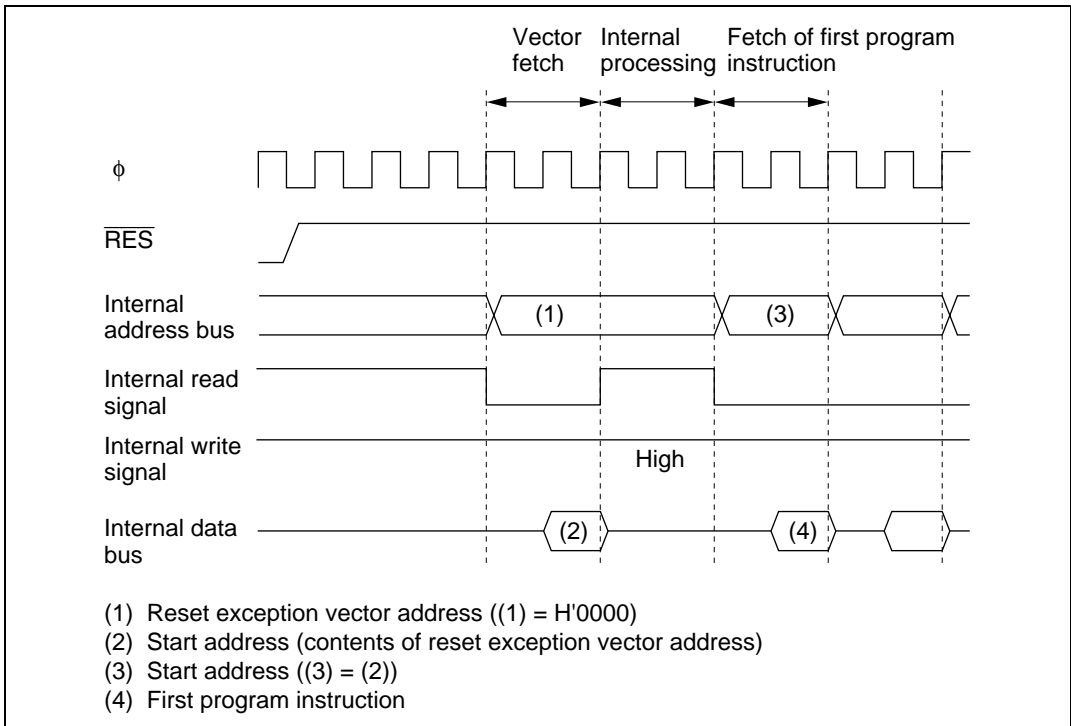 Vector fetch
Internal processing
Fetch of first program instruction
φ
RES
Internal address bus
(1)
(3)
Internal read signal
Internal write signal
High
Internal data bus
(2)
(4)
(1) Reset exception vector address ((1) = H'0000)
(2) Start address (contents of reset exception vector address)
(3) Start address ((3) = (2))
(4) First program instruction